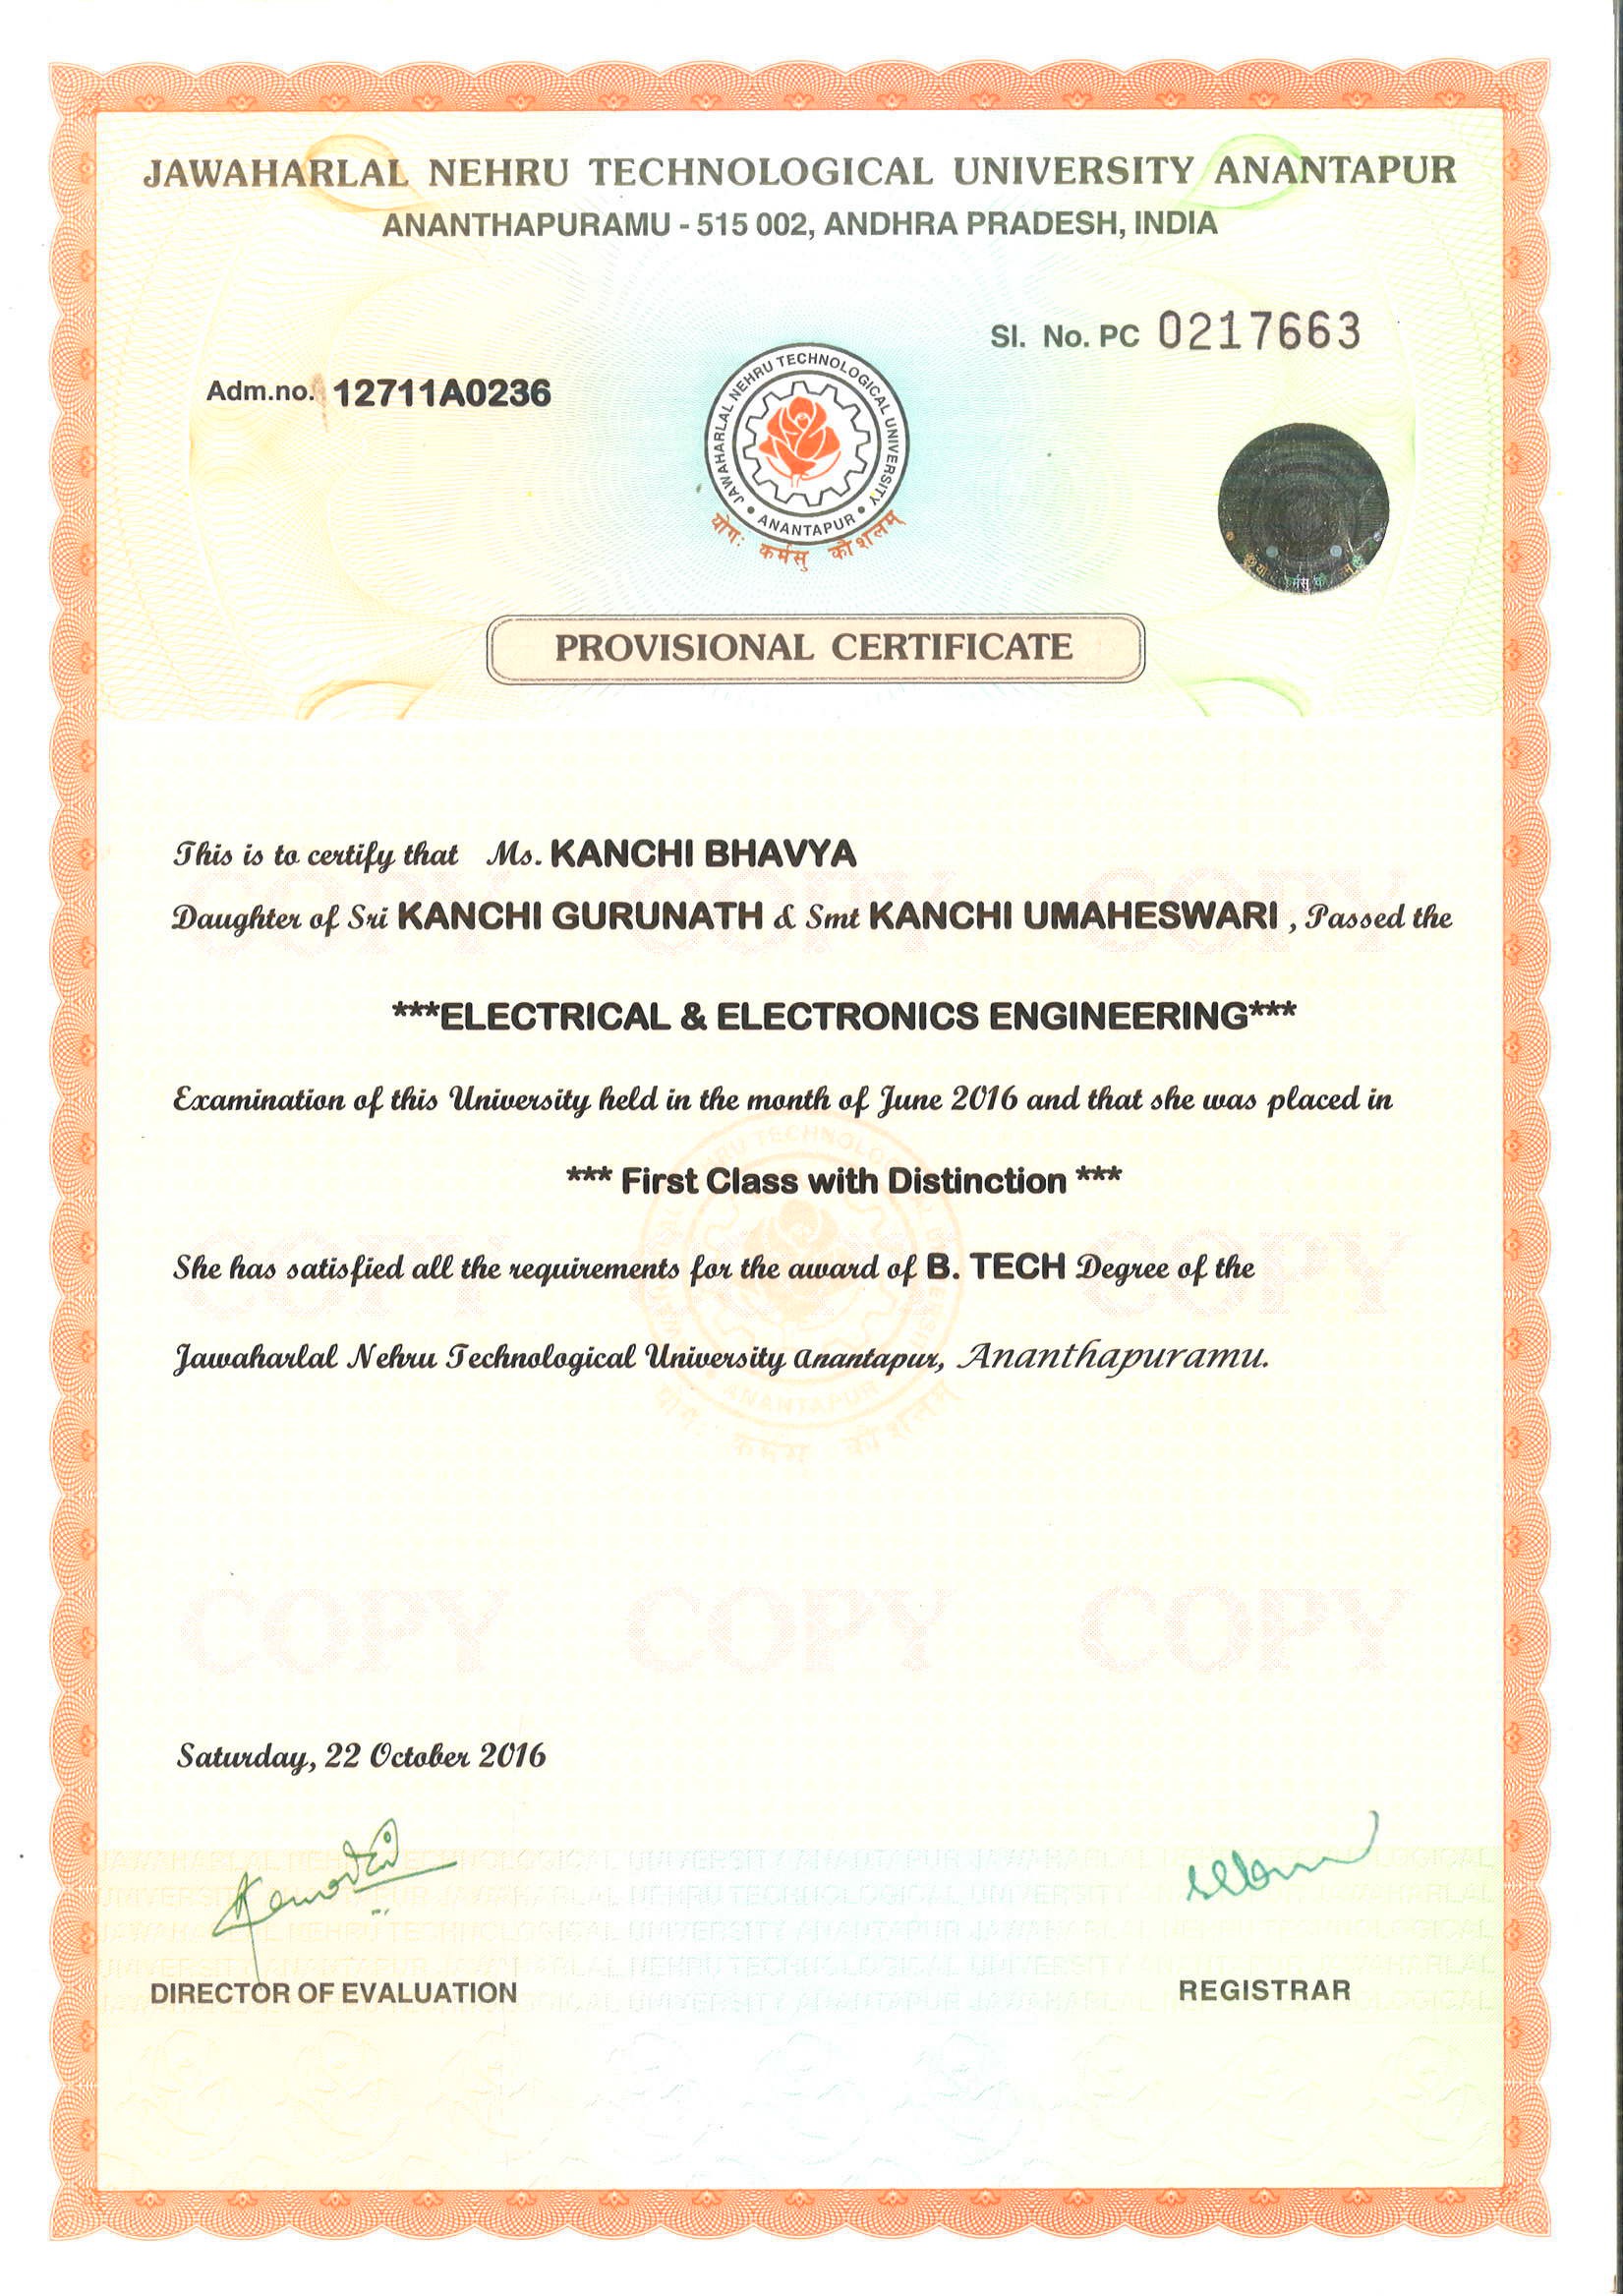 JAWAHARLAL NEHRU TECHNOLOGICAL UNIVERSITY ANANTAPUR
ANANTHAPURAMU - 515 002, ANDHRA PRADESH, INDIA
Sl. No. PC 0217663
Adm.no. 12711A0236
JAWAHARLAL NEHRU TECHNOLOGICAL UNIVERSITY
• ANANTAPUR •
योगः कर्मसु कौशलम्
PROVISIONAL CERTIFICATE
This is to certify that Ms. KANCHI BHAVYA
Daughter of Sri KANCHI GURUNATH & Smt KANCHI UMAHESWARI , Passed the
***ELECTRICAL & ELECTRONICS ENGINEERING***
Examination of this University held in the month of June 2016 and that she was placed in
*** First Class with Distinction ***
She has satisfied all the requirements for the award of B. TECH Degree of the
Jawaharlal Nehru Technological University Anantapur, Ananthapuramu.
COPY COPY COPY
Saturday, 22 October 2016
DIRECTOR OF EVALUATION
REGISTRAR